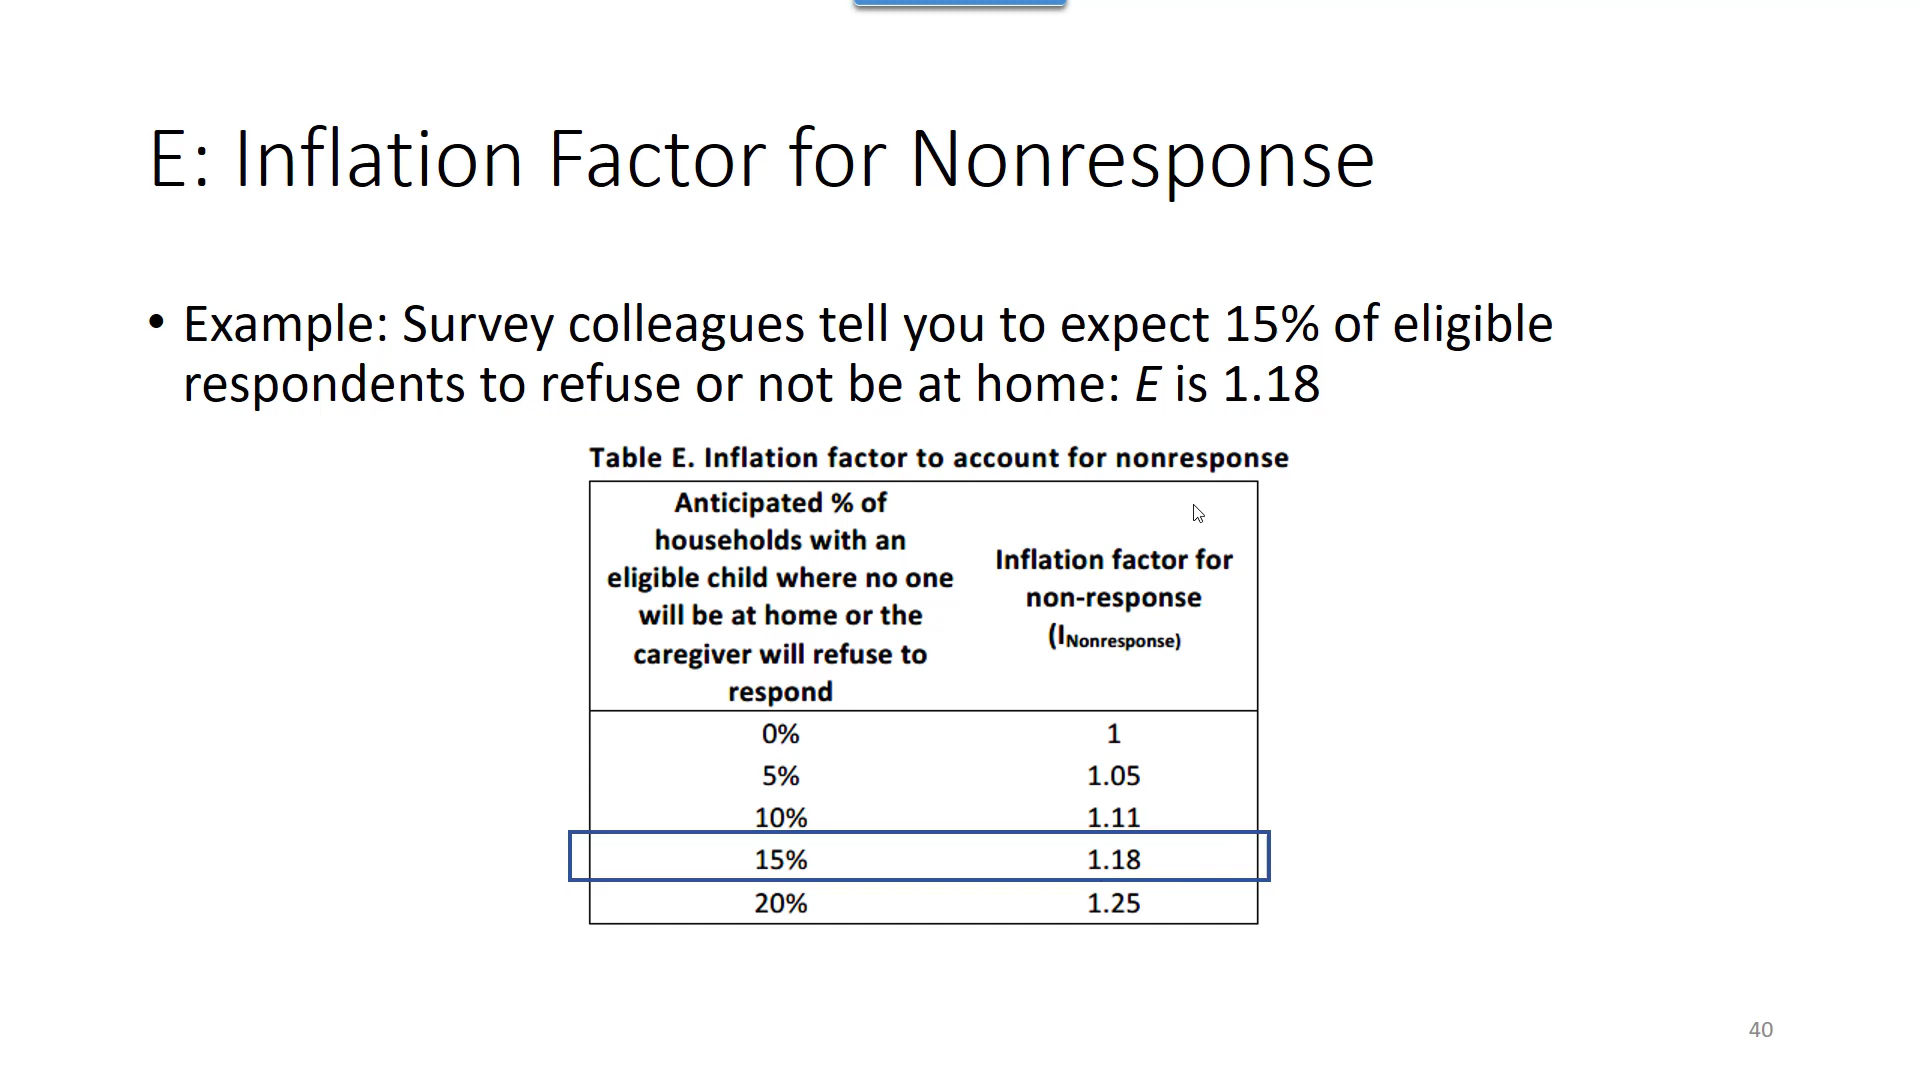 E: Inflation Factor for Nonresponse
• Example: Survey colleagues tell you to expect 15% of eligible
respondents to refuse or not be at home: E is 1.18
Table E. Inflation factor to account for nonresponse
Anticipated % of
households with an
eligible child where no one
will be at home or the
caregiver will refuse to
respond
Inflation factor for
non-response
(INonresponse)
0% 1
5% 1.05
10% 1.11
15% 1.18
20% 1.25
40